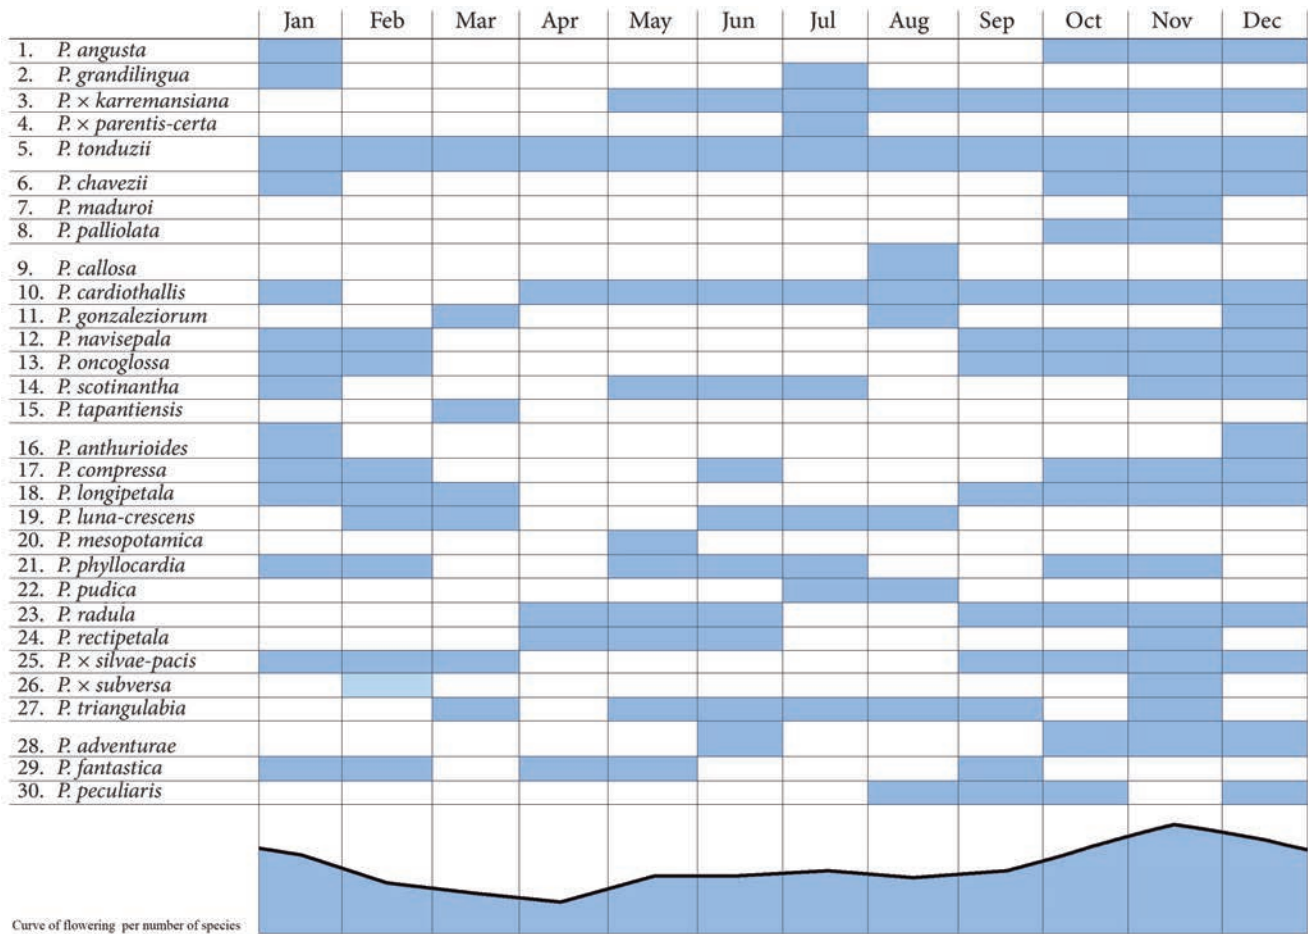 Jan Feb Mar Apr May Jun Jul Aug Sep Oct Nov Dec
1. P. angusta
2. P. grandilingua
3. P. × karremansiana
4. P. × parentis-certa
5. P. tonduzii
6. P. chavezii
7. P. maduroi
8. P. palliolata
9. P. callosa
10. P. cardiothallis
11. P. gonzaleziorum
12. P. navisepala
13. P. oncoglossa
14. P. scotinantha
15. P. tapantiensis
16. P. anthurioides
17. P. compressa
18. P. longipetala
19. P. luna-crescens
20. P. mesopotamica
21. P. phyllocardia
22. P. pudica
23. P. radula
24. P. rectipetala
25. P. × silvae-pacis
26. P. × subversa
27. P. triangulabia
28. P. adventurae
29. P. fantastica
30. P. peculiaris
Curve of flowering per number of species